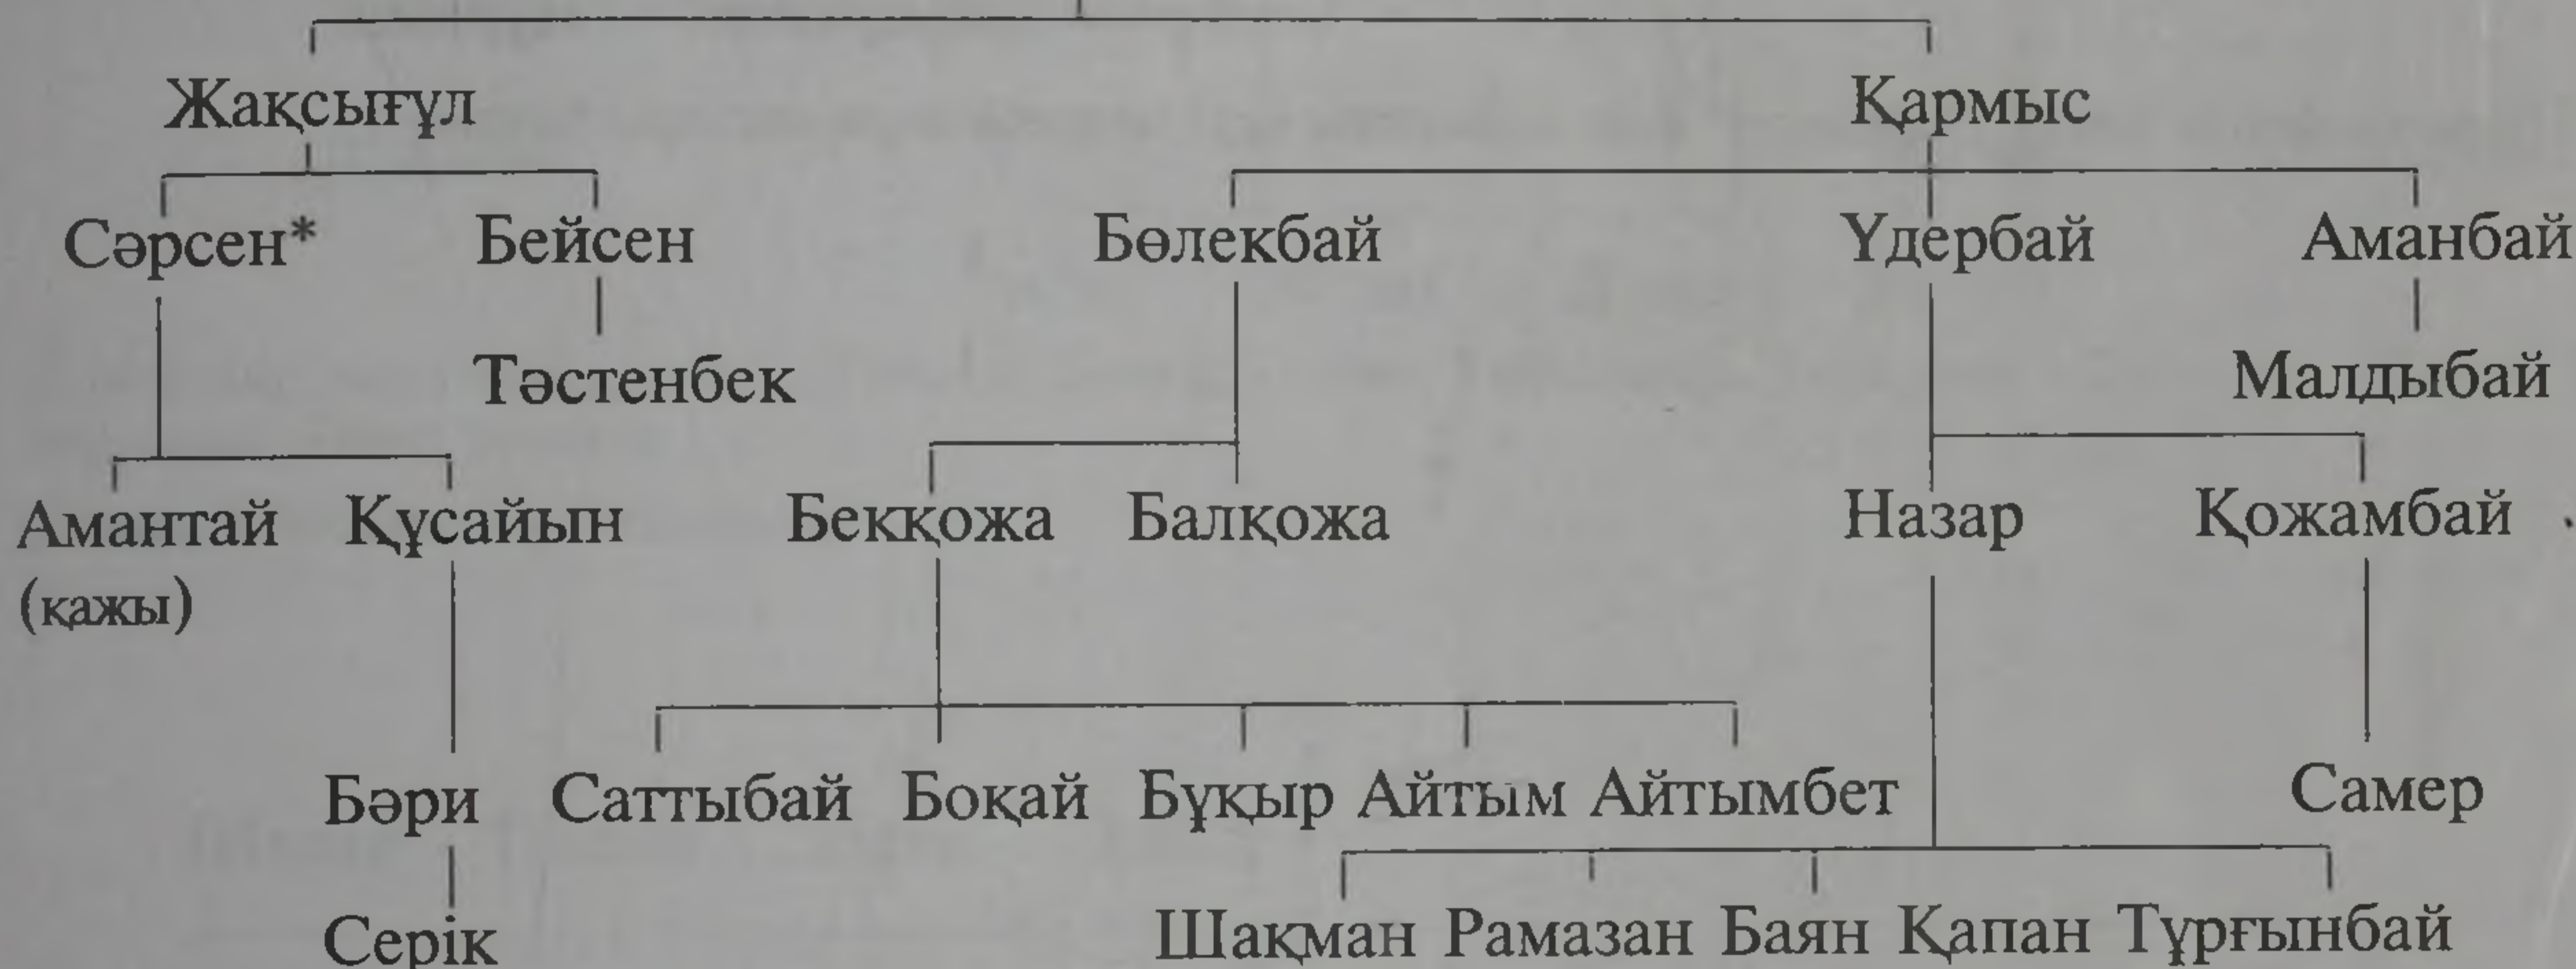 Жақсығұл Қармыс
Сәрсен* Бейсен Бөлекбай Үдербай Аманбай
Тәстенбек Малдыбай
Амантай Құсайын Бекқожа Балқожа Назар Қожамбай
(қажы)
Бәри Саттыбай Боқай Бұқыр Айтым Айтымбет Самер
Серік Шақман Рамазан Баян Қапан Тұрғынбай